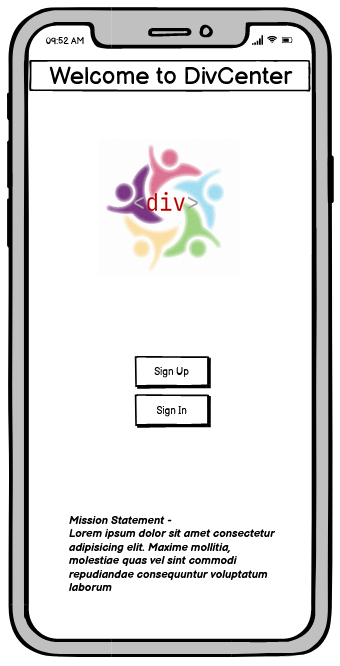 09:52 AM
Welcome to DivCenter
<div>
Sign Up
Sign In
Mission Statement -
Lorem ipsum dolor sit amet consectetur
adipisicing elit. Maxime mollitia,
molestiae quas vel sint commodi
repudiandae consequuntur voluptatum
laborum